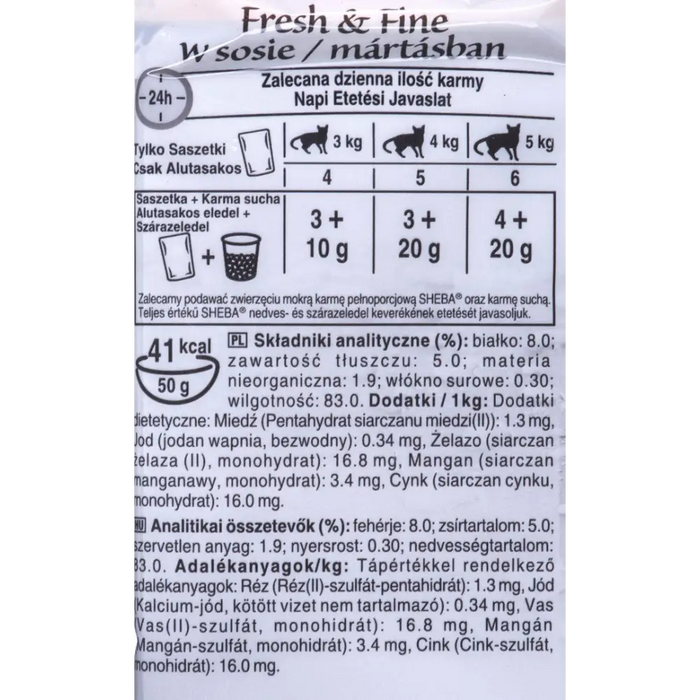 Fresh & Fine
W sosie / mártásban
Zalecana dzienna ilość karmy
Napi Etetési Javaslat
24h
Tylko Saszetki
Csak Alutasakos
3 kg 4 kg 5 kg
4 5 6
Saszetka + Karma sucha
Alutasakos eledel +
Szárazeledel
+
3 + 3 + 4 +
10 g 20 g 20 g
Zalecamy podawać zwierzęciu mokrą karmę pełnoporcjową SHEBA® oraz karmę suchą.
Teljes értékű SHEBA® nedves- és szárazeledel keverékének etetését javasoljuk.
41 kcal
50 g
PL Składniki analityczne (%): białko: 8.0;
zawartość tłuszczu: 5.0; materia
nieorganiczna: 1.9; włókno surowe: 0.30;
wilgotność: 83.0. Dodatki / 1kg: Dodatki
dietetyczne: Miedź (Pentahydrat siarczanu miedzi(II)): 1.3 mg,
Jod (jodan wapnia, bezwodny): 0.34 mg, Żelazo (siarczan
żelaza (II), monohydrat): 16.8 mg, Mangan (siarczan
manganawy, monohydrat): 3.4 mg, Cynk (siarczan cynku,
monohydrat): 16.0 mg.
HU Analitikai összetevők (%): fehérje: 8.0; zsírtartalom: 5.0;
szervetlen anyag: 1.9; nyersrost: 0.30; nedvességtartalom:
83.0. Adalékanyagok/kg: Tápértékkel rendelkező
adalékanyagok: Réz (Réz(II)-szulfát-pentahidrát): 1.3 mg, Jód
(Kalcium-jód, kötött vizet nem tartalmazó): 0.34 mg, Vas
(Vas(II)-szulfát, monohidrát): 16.8 mg, Mangán
(Mangán-szulfát, monohidrát): 3.4 mg, Cink (Cink-szulfát,
monohidrát): 16.0 mg.